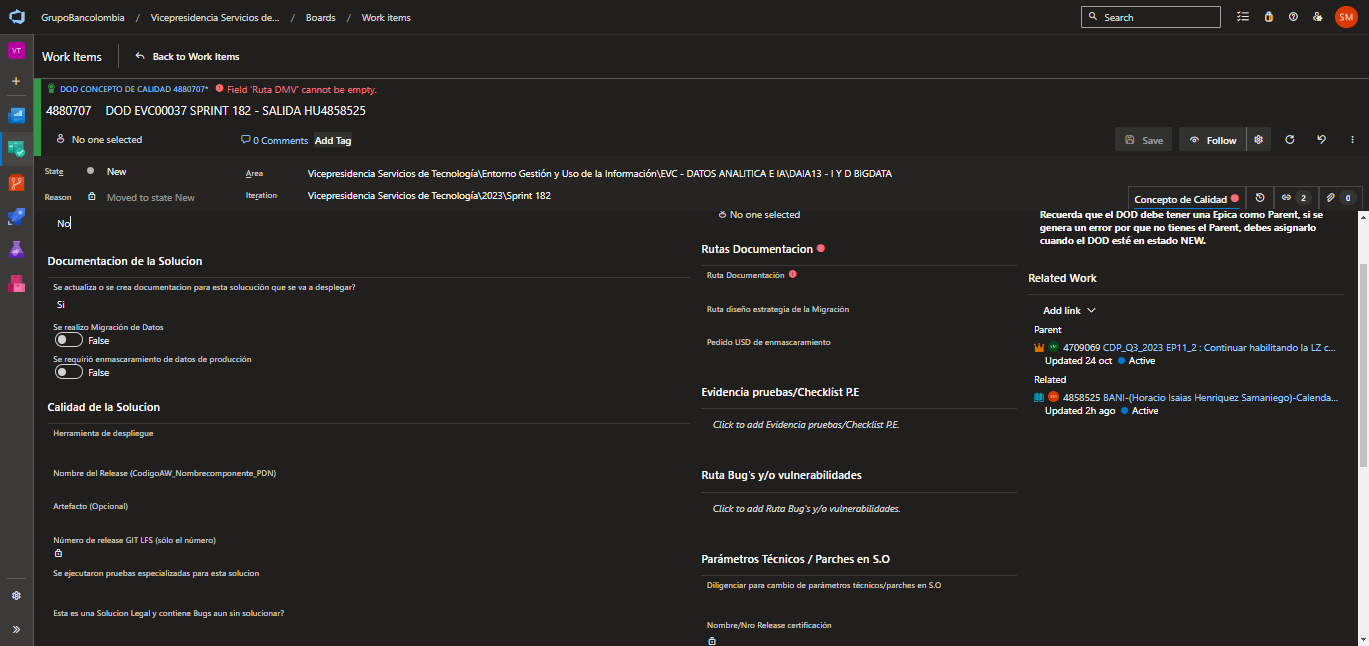 GrupoBancolombia / Vicepresidencia Servicios de... / Boards / Work items
Search
SM
VT
Work Items
Back to Work Items
DOD CONCEPTO DE CALIDAD 4880707* Field 'Ruta DMV' cannot be empty.
4880707 DOD EVC00037 SPRINT 182 - SALIDA HU4858525
No one selected
0 Comments
Add Tag
Save
Follow
State
New
Area
Vicepresidencia Servicios de Tecnología\Entorno Gestión y Uso de la Información\EVC - DATOS ANALITICA E IA\DAIA13 - I Y D BIGDATA
Reason
Moved to state New
Iteration
Vicepresidencia Servicios de Tecnología\2023\Sprint 182
Concepto de Calidad
2
0
No
Documentacion de la Solucion
Se actualiza o se crea documentacion para esta solucución que se va a desplegar?
Si
Se realizo Migración de Datos
False
Se requirió enmascaramiento de datos de producción
False
Calidad de la Solucion
Herramienta de despliegue
Nombre del Release (CodigoAW_Nombrecomponente_PDN)
Artefacto (Opcional)
Número de release GIT LFS (sólo el número)
Se ejecutaron pruebas especializadas para esta solucion
Esta es una Solucion Legal y contiene Bugs aun sin solucionar?
No one selected
Rutas Documentacion
Ruta Documentación
Ruta diseño estrategia de la Migración
Pedido USD de enmascaramiento
Evidencia pruebas/Checklist P.E
Click to add Evidencia pruebas/Checklist P.E.
Ruta Bug's y/o vulnerabilidades
Click to add Ruta Bug's y/o vulnerabilidades.
Parámetros Técnicos / Parches en S.O
Diligenciar para cambio de parámetros técnicos/parches en S.O
Nombre/Nro Release certificación
Recuerda que el DOD debe tener una Epica como Parent, si se
genera un error por que no tienes el Parent, debes asignarlo
cuando el DOD esté en estado NEW.
Related Work
Add link
Parent
4709069 CDP_Q3_2023 EP11_2 : Continuar habilitando la LZ c...
Updated 24 oct Active
Related
4858525 BANI-(Horacio Isaias Henriquez Samaniego)-Calenda...
Updated 2h ago Active